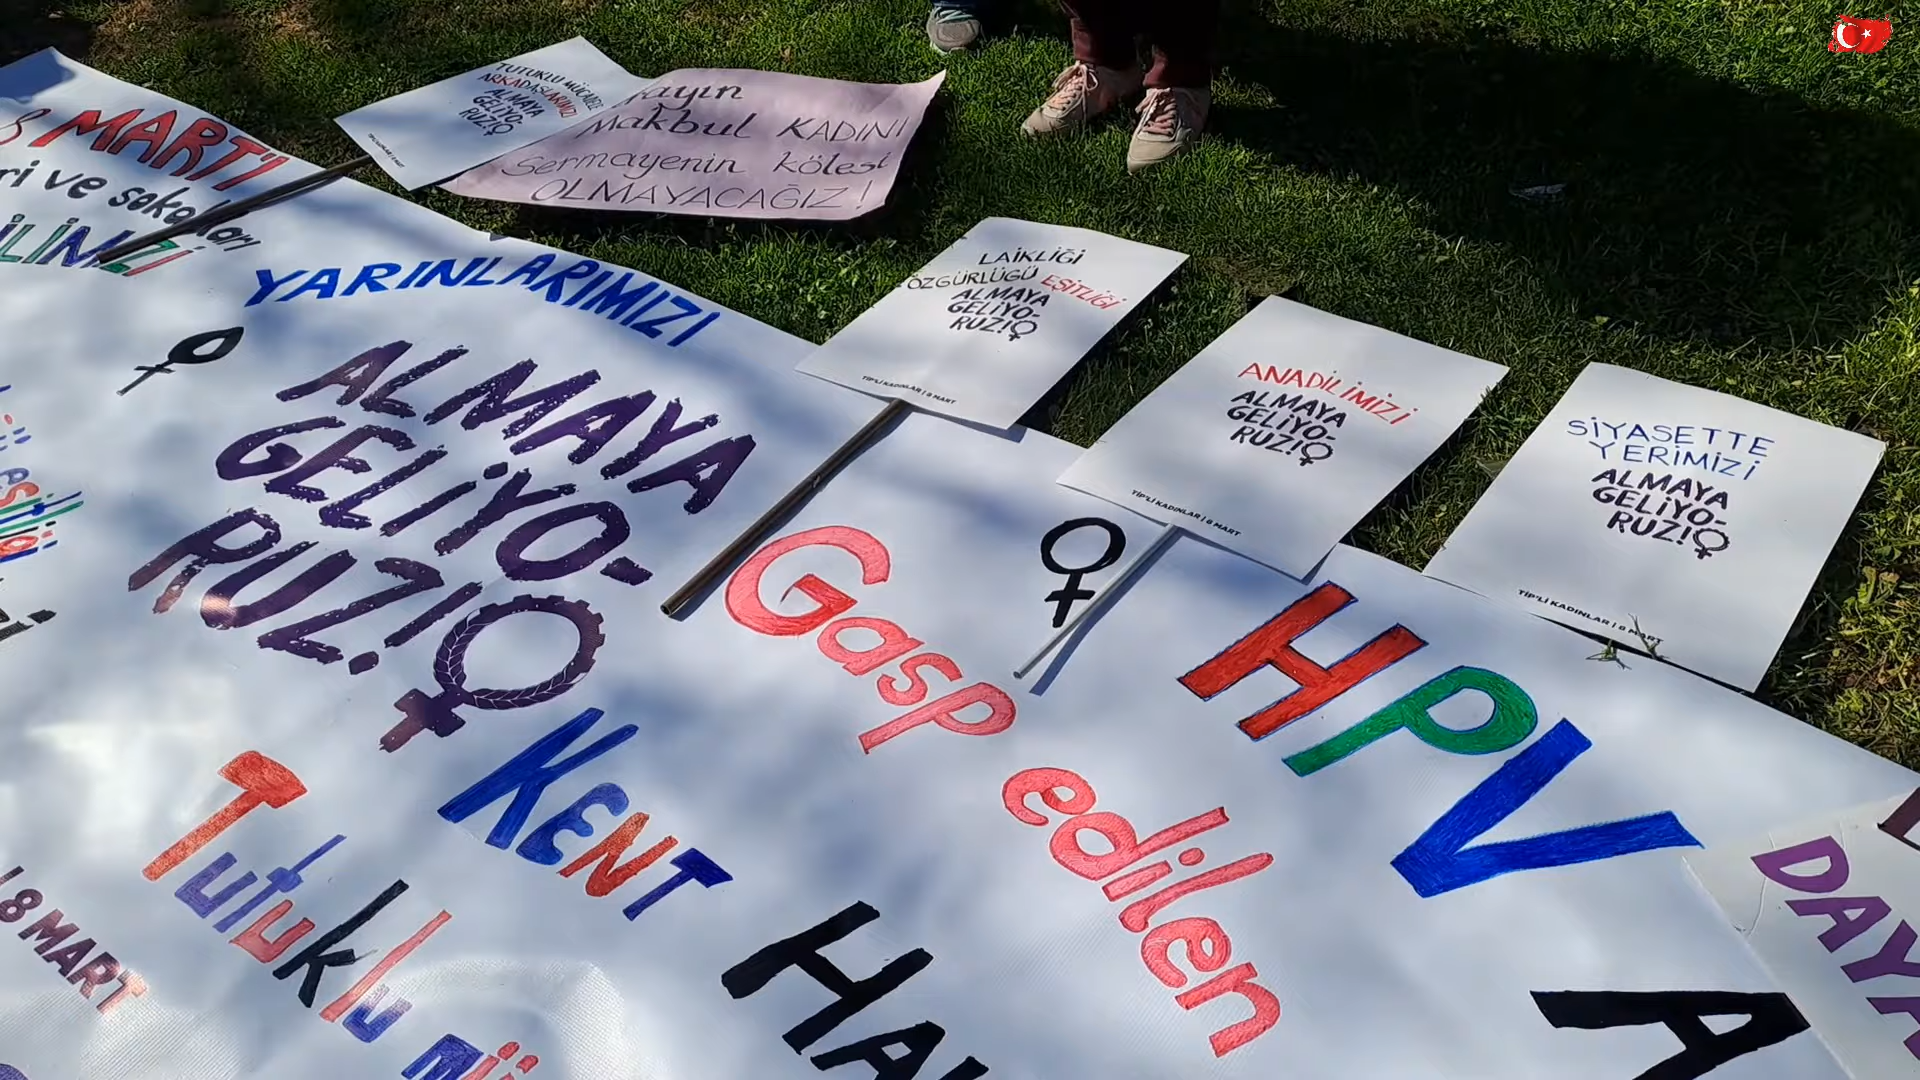 TUTUKLU MÜCADELE
ARKADAŞLARIMIZI
ALMAYA
GELİYO-
RUZ!
Makbul KADINI
Sermayenin kölesi
OLMAYACAĞIZ!
8 MART'I
ve sokakları
YARINLARIMIZI
ALMAYA
GELİYO-
RUZ!
LAİKLİĞİ
ÖZGÜRLÜĞÜ EŞİTLİĞİ
ALMAYA
GELİYO-
RUZ!
TİP'Lİ KADINLAR | 8 MART
ANADİLİMİZİ
ALMAYA
GELİYO-
RUZ!
TİP'Lİ KADINLAR | 8 MART
SİYASETTE
YERİMİZİ
ALMAYA
GELİYO-
RUZ!
TİP'Lİ KADINLAR | 8 MART
Gasp
edilen
HPV
KENT
Tutuklu
8 MART